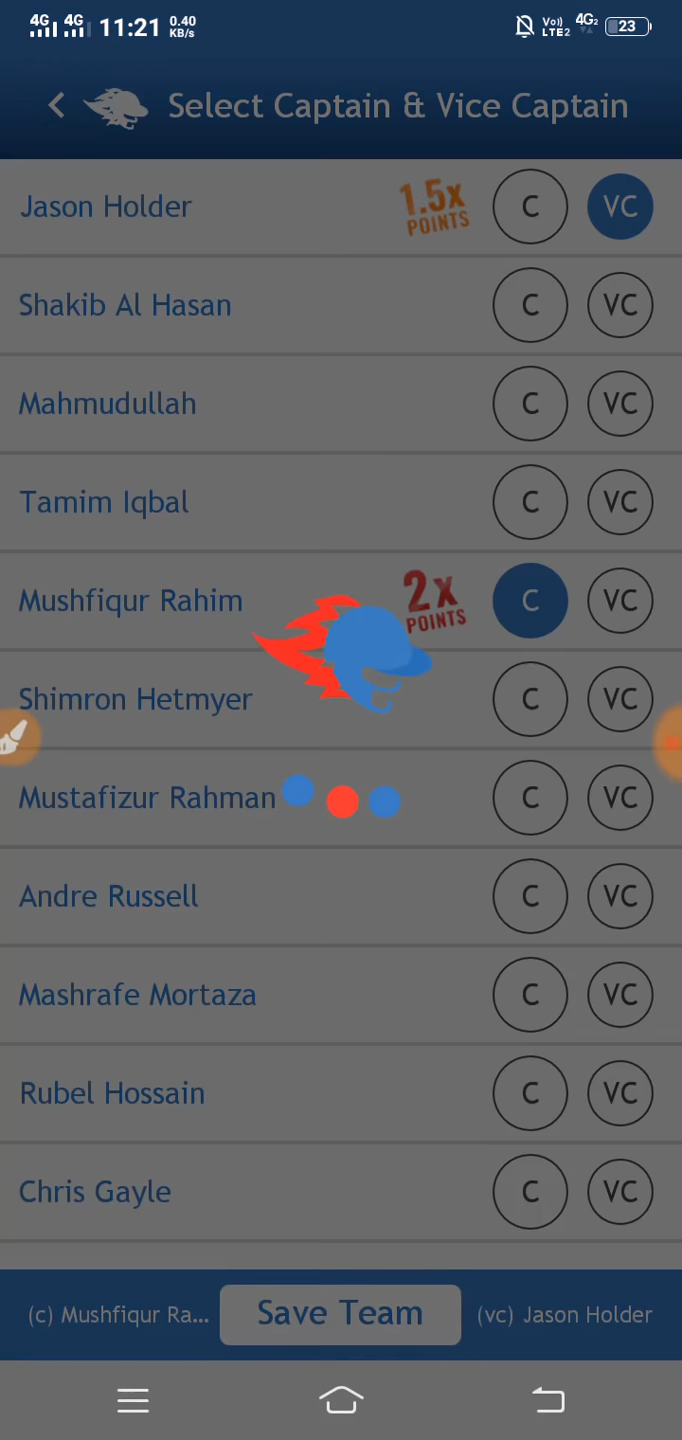 4G 4G 11:21 0.40 KB/s Vo)) LTE2 4G2 23
Select Captain & Vice Captain
Jason Holder 1.5x POINTS C VC
Shakib Al Hasan C VC
Mahmudullah C VC
Tamim Iqbal C VC
Mushfiqur Rahim 2x POINTS C VC
Shimron Hetmyer C VC
Mustafizur Rahman C VC
Andre Russell C VC
Mashrafe Mortaza C VC
Rubel Hossain C VC
Chris Gayle C VC
(c) Mushfiqur Ra... Save Team (vc) Jason Holder